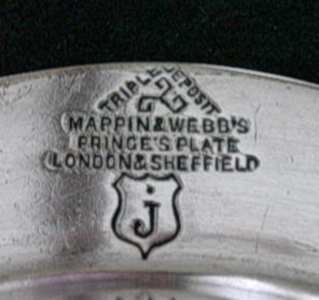 TRIPLE DEPOSIT
MAPPIN & WEBB'S
PRINCE'S PLATE
LONDON & SHEFFIELD
j